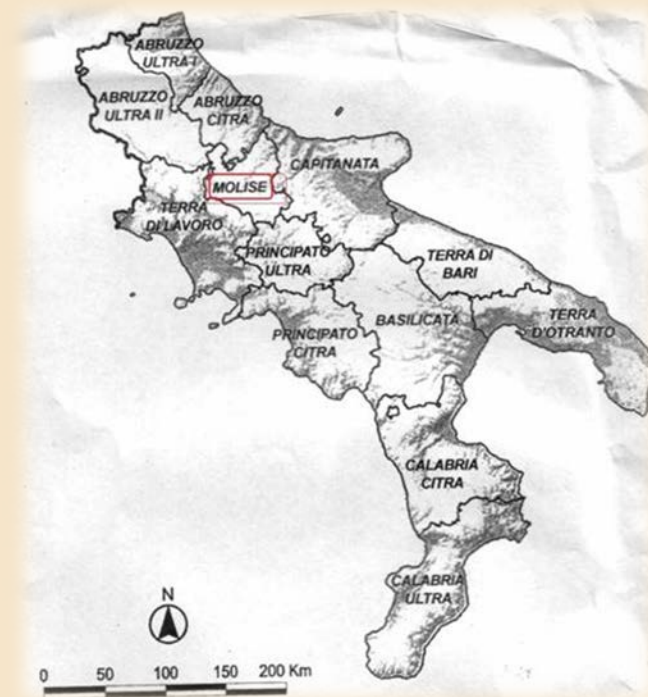 ABRUZZO
ULTRA I
ABRUZZO
ULTRA II
ABRUZZO
CITRA
CAPITANATA
MOLISE
TERRA
DI LAVORO
PRINCIPATO
ULTRA
TERRA DI
BARI
BASILICATA
TERRA
D'OTRANTO
PRINCIPATO
CITRA
CALABRIA
CITRA
CALABRIA
ULTRA
N
0 50 100 150 200 Km